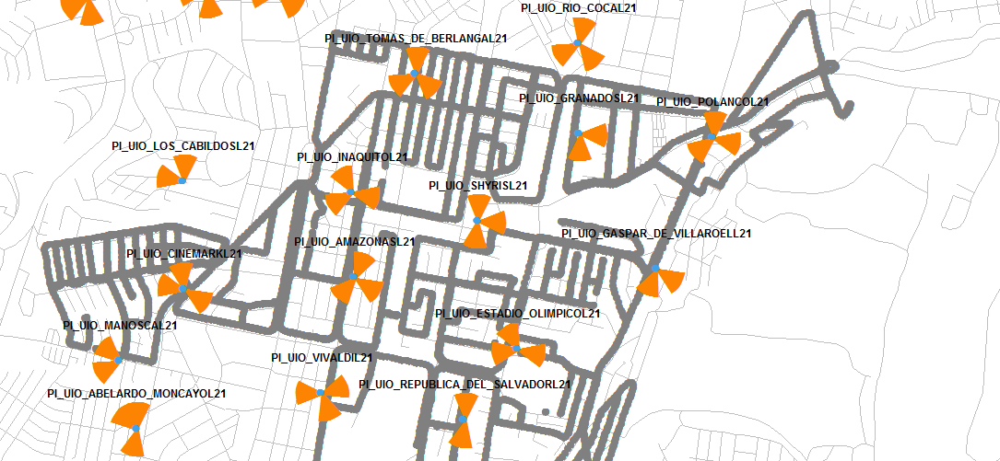 PI_UIO_RIO_COCAL21
PI_UIO_TOMAS_DE_BERLANGAL21
PI_UIO_GRANADOSL21
PI_UIO_POLANCOL21
PI_UIO_LOS_CABILDOSL21
PI_UIO_INAQUITOL21
PI_UIO_SHYRISL21
PI_UIO_GASPAR_DE_VILLAROELL21
PI_UIO_AMAZONASL21
PI_UIO_CINEMARKL21
PI_UIO_ESTADIO_OLIMPICOL21
PI_UIO_MANOSCAL21
PI_UIO_VIVALDIL21
PI_UIO_REPUBLICA_DEL_SALVADORL21
PI_UIO_ABELARDO_MONCAYOL21